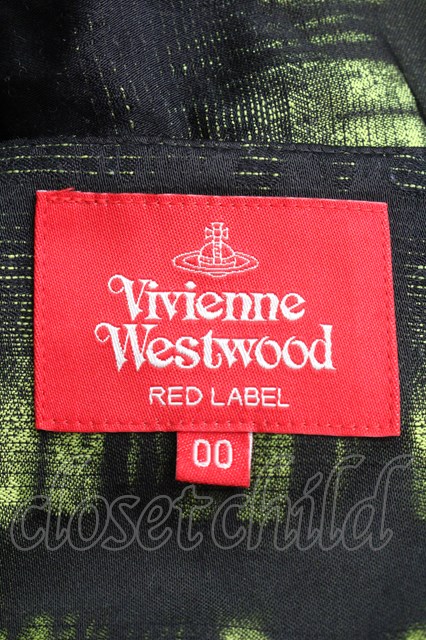 Vivienne
Westwood
RED LABEL
00
closet child